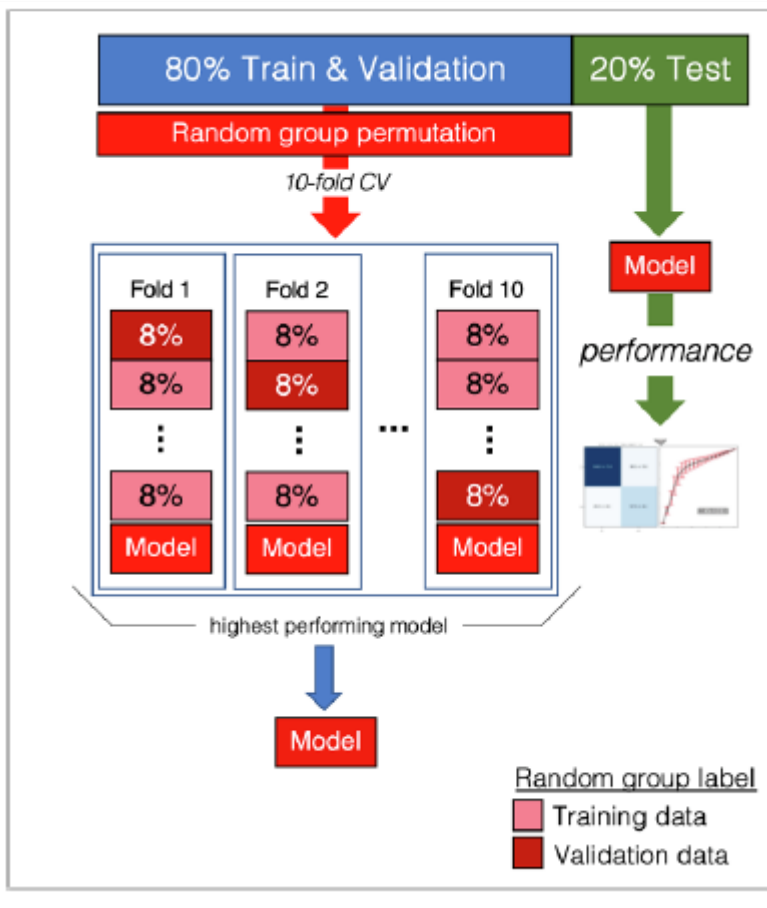 80% Train & Validation
20% Test
Random group permutation
10-fold CV
Fold 1
8%
8%
8%
Model
Fold 2
8%
8%
8%
Model
...
Fold 10
8%
8%
8%
Model
highest performing model
Model
Model
performance
Random group label
Training data
Validation data